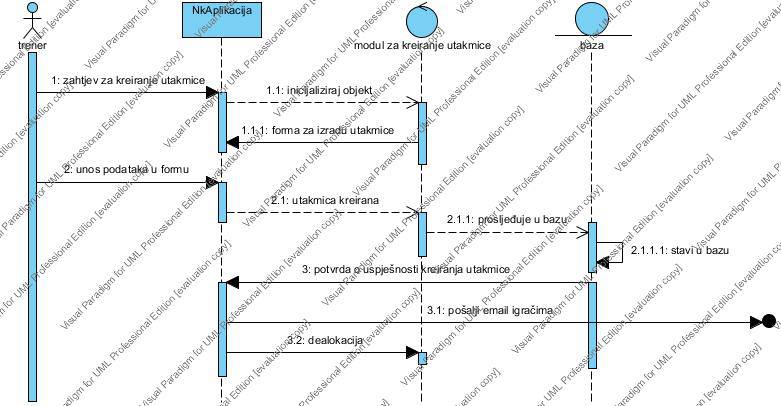 NkAplikacija
trener
modul za kreiranje utakmice
baza
1: zahtjev za kreiranje utakmice
1.1: inicijaliziraj objekt
1.1.1: forma za izradu utakmice
2: unos podataka u formu
2.1: utakmica kreirana
2.1.1: prosljeđuje u bazu
2.1.1.1: stavi u bazu
3: potvrda o uspješnosti kreiranja utakmice
3.1: pošalji email igračima
3.2: dealokacija
Visual Paradigm for UML Professional Edition [evaluation copy]